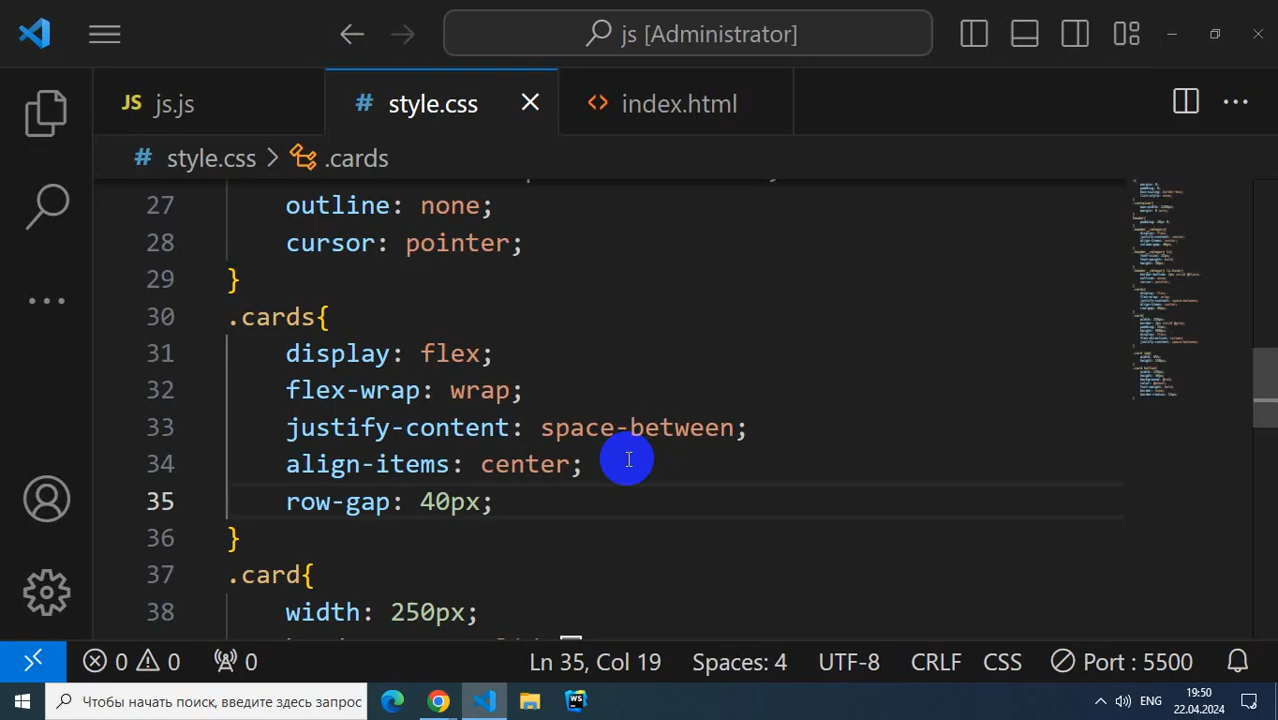 js [Administrator]
JS js.js
# style.css
<> index.html
# style.css > .cards
27 outline: none;
28 cursor: pointer;
29 }
30 .cards{
31 display: flex;
32 flex-wrap: wrap;
33 justify-content: space-between;
34 align-items: center;
35 row-gap: 40px;
36 }
37 .card{
38 width: 250px;
0 0 0 Ln 35, Col 19 Spaces: 4 UTF-8 CRLF CSS Port : 5500
Чтобы начать поиск, введите здесь запрос
WS
ENG
19:50
22.04.2024